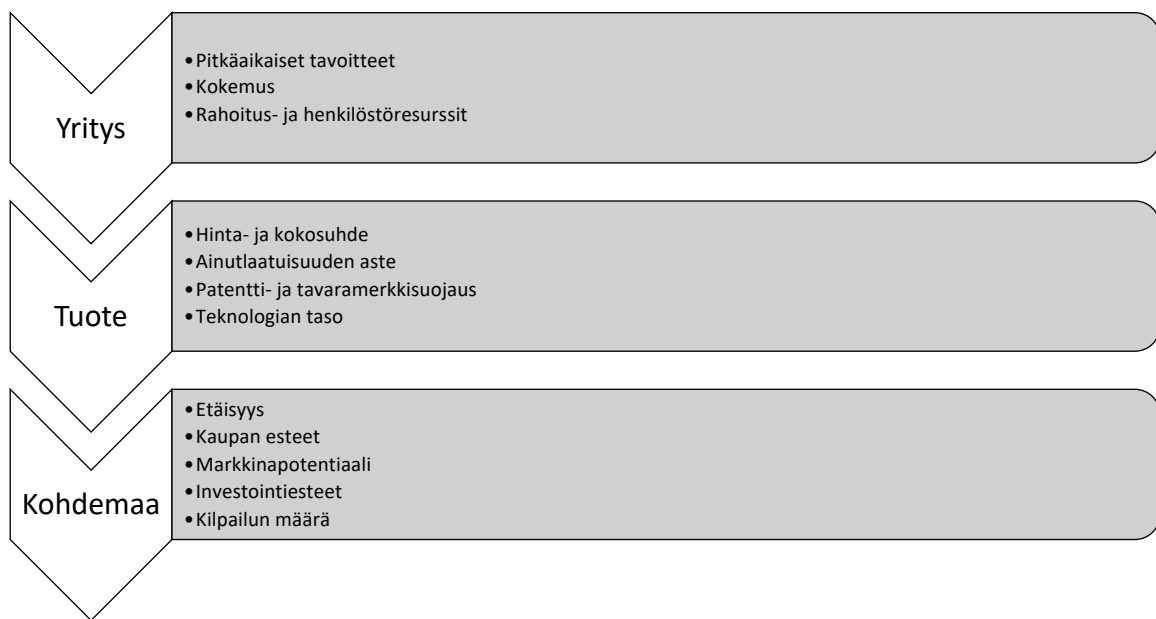 Yritys
•Pitkäaikaiset tavoitteet
•Kokemus
•Rahoitus- ja henkilöstöresurssit
Tuote
•Hinta- ja kokosuhde
•Ainutlaatuisuuden aste
•Patentti- ja tavaramerkkisuojaus
•Teknologian taso
Kohdemaa
•Etäisyys
•Kaupan esteet
•Markkinapotentiaali
•Investointiesteet
•Kilpailun määrä